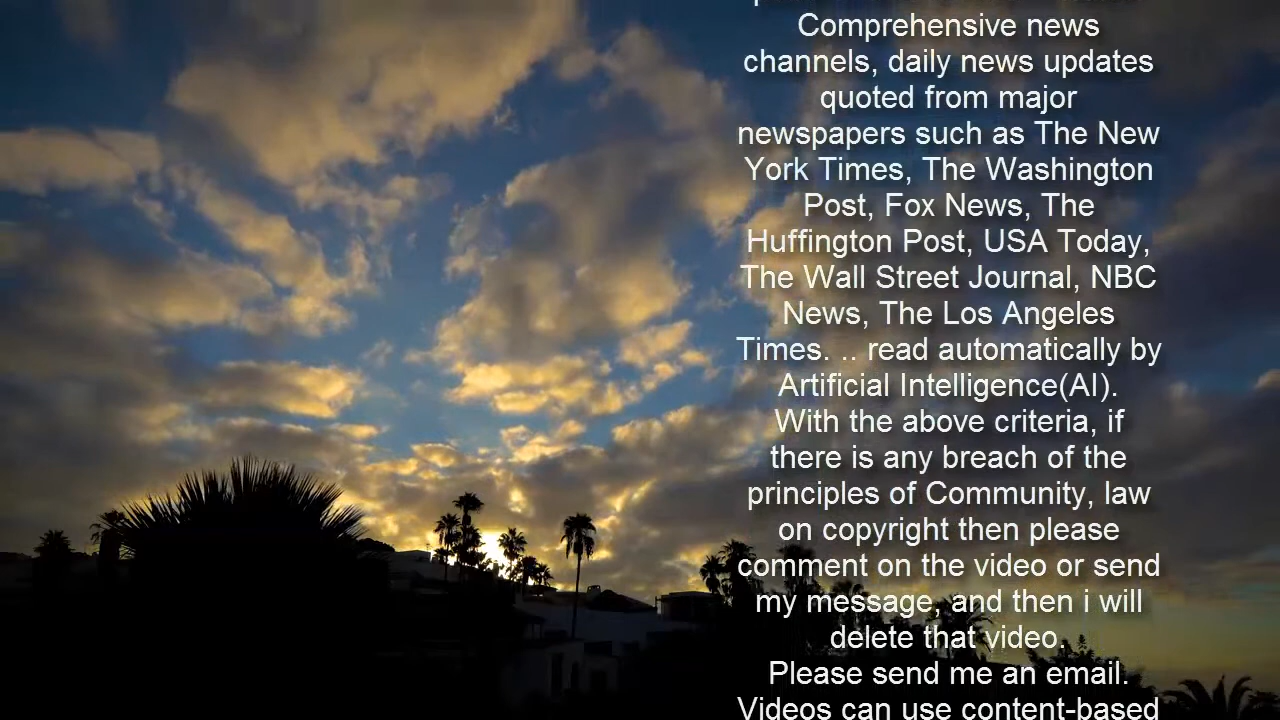 Comprehensive news
channels, daily news updates
quoted from major
newspapers such as The New
York Times, The Washington
Post, Fox News, The
Huffington Post, USA Today,
The Wall Street Journal, NBC
News, The Los Angeles
Times. .. read automatically by
Artificial Intelligence(AI).
With the above criteria, if
there is any breach of the
principles of Community, law
on copyright then please
comment on the video or send
my message, and then i will
delete that video.
Please send me an email.
Videos can use content-based